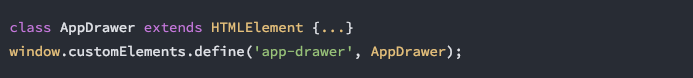 class AppDrawer extends HTMLElement {...}
window.customElements.define('app-drawer', AppDrawer);